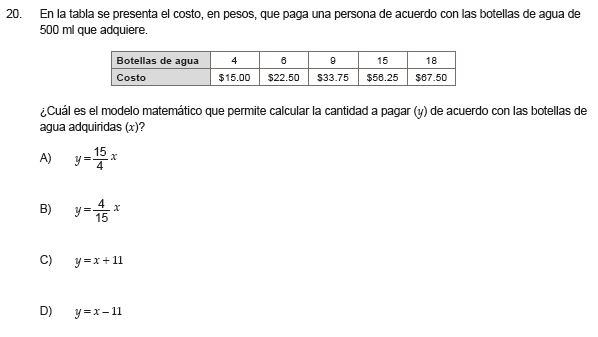 20. En la tabla se presenta el costo, en pesos, que paga una persona de acuerdo con las botellas de agua de
500 ml que adquiere.
Botellas de agua 4 6 9 15 18
Costo $15.00 $22.50 $33.75 $56.25 $67.50
¿Cuál es el modelo matemático que permite calcular la cantidad a pagar (y) de acuerdo con las botellas de
agua adquiridas (x)?
A) y = 15/4 x
B) y = 4/15 x
C) y = x + 11
D) y = x – 11